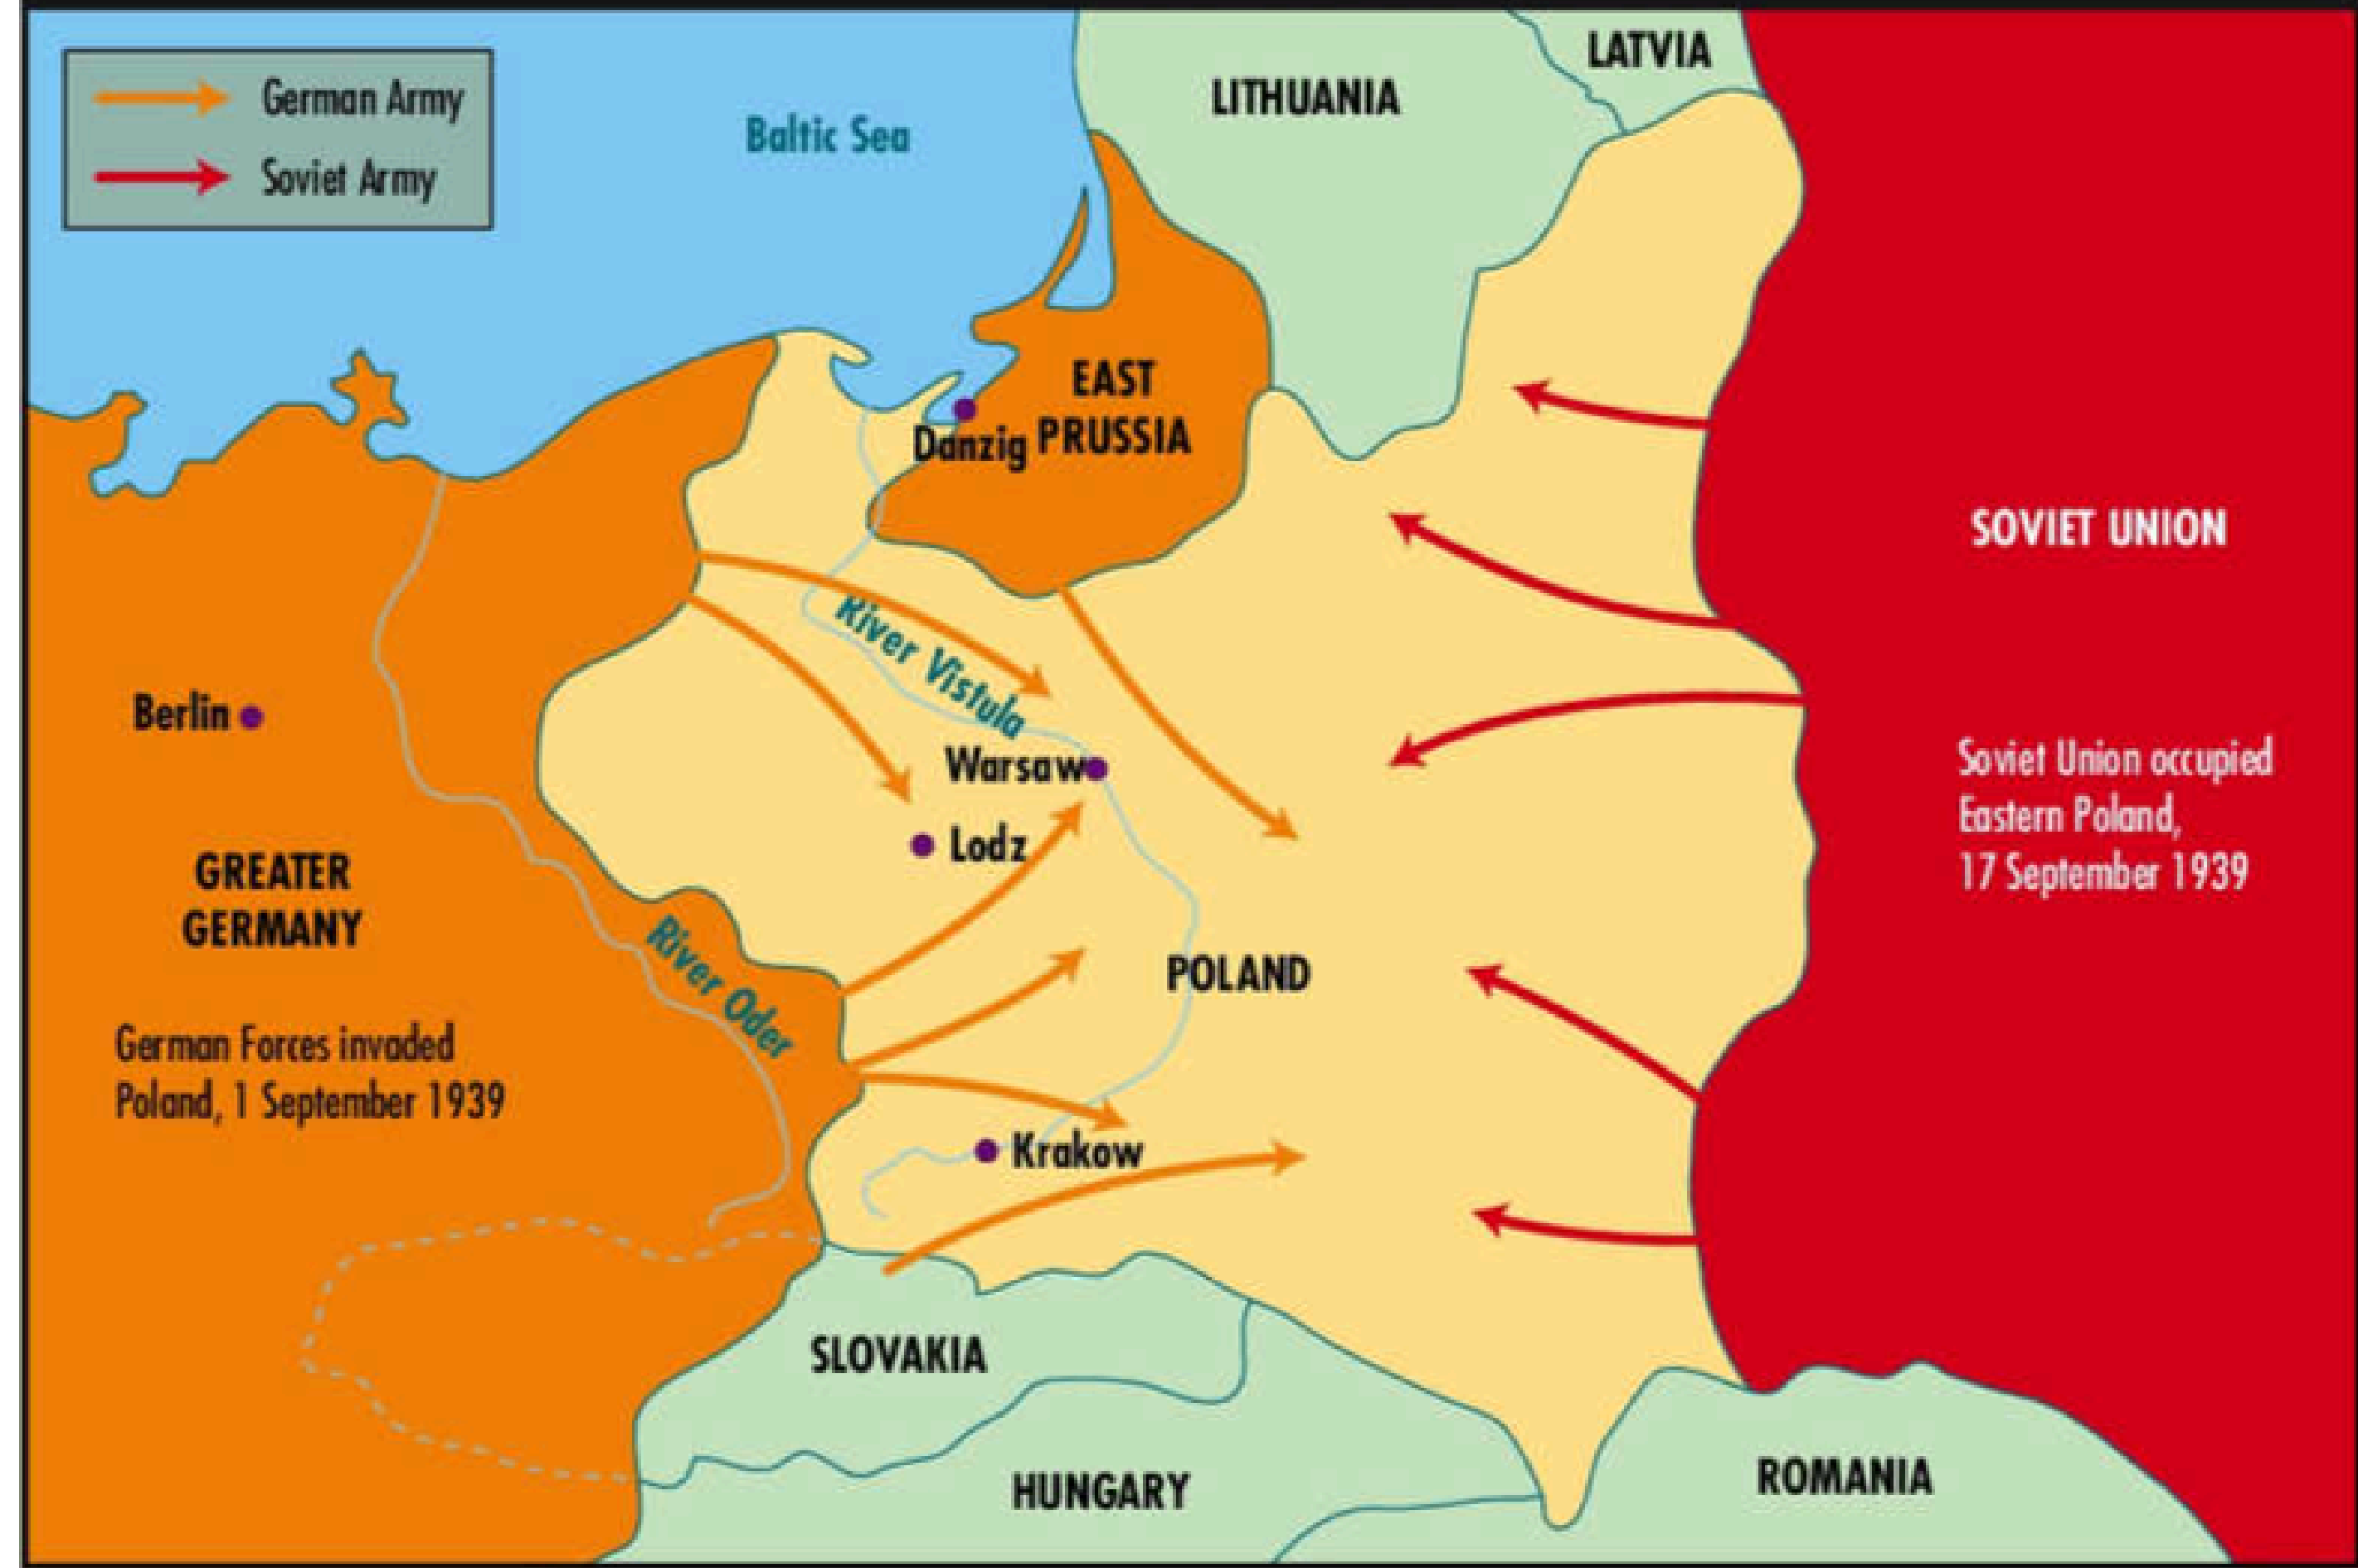 German Army
Soviet Army
Baltic Sea
LITHUANIA
LATVIA
EAST
PRUSSIA
Danzig
SOVIET UNION
River Vistula
Berlin
Warsaw
Lodz
Soviet Union occupied
Eastern Poland,
17 September 1939
GREATER
GERMANY
River Oder
POLAND
German Forces invaded
Poland, 1 September 1939
Krakow
SLOVAKIA
HUNGARY
ROMANIA